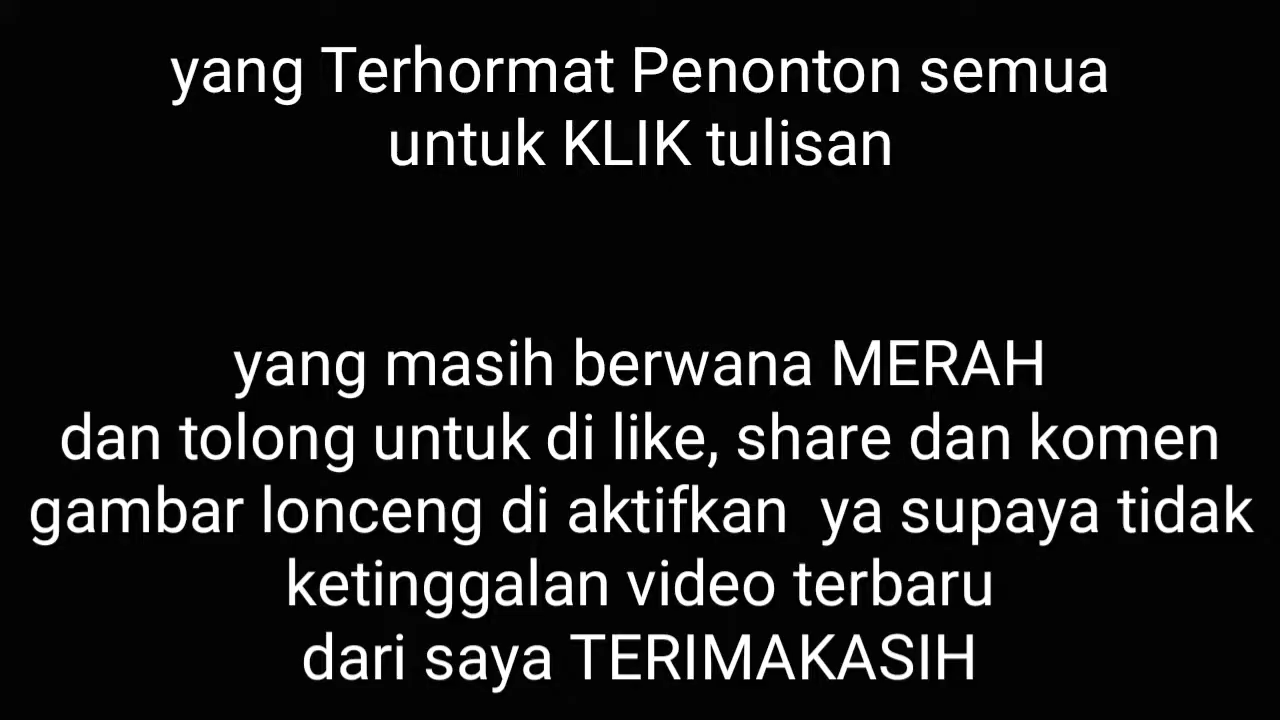 yang Terhormat Penonton semua
untuk KLIK tulisan
yang masih berwana MERAH
dan tolong untuk di like, share dan komen
gambar lonceng di aktifkan  ya supaya tidak
ketinggalan video terbaru
dari saya TERIMAKASIH